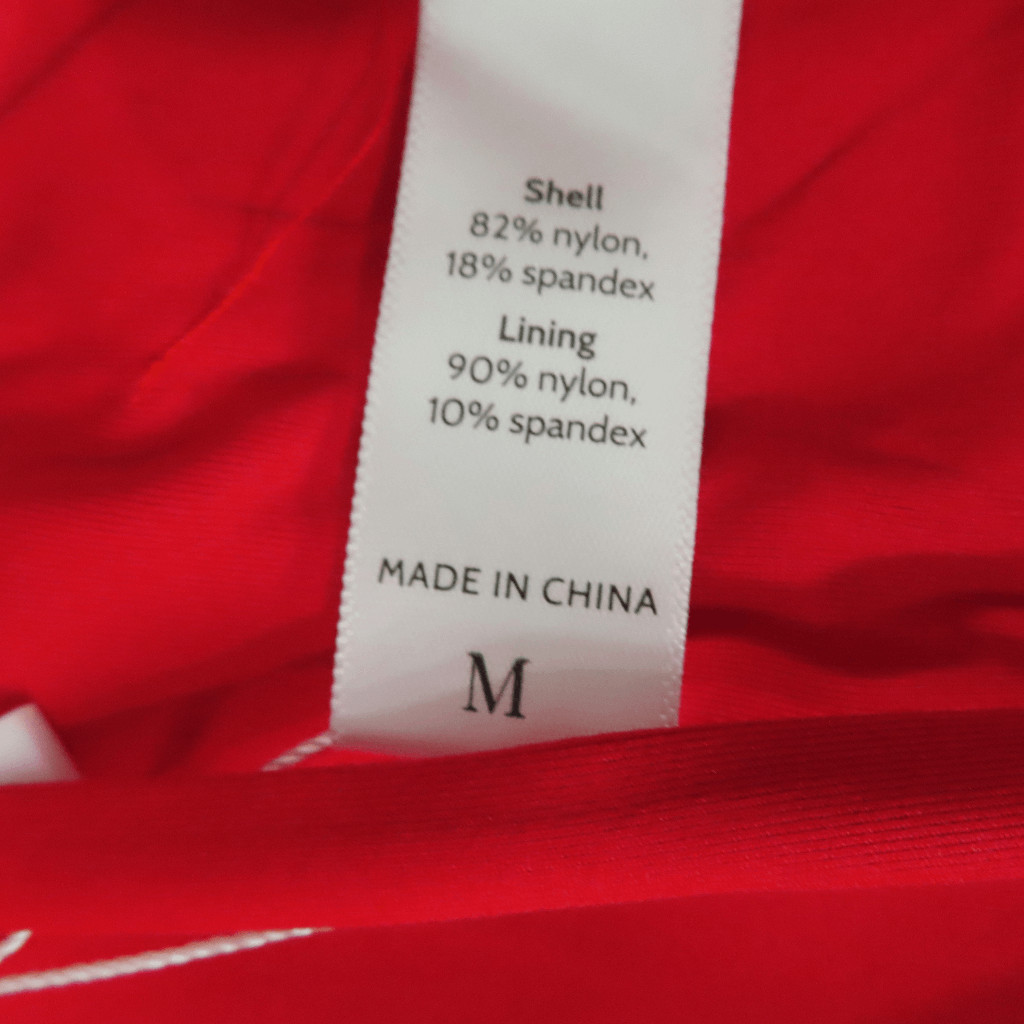 Shell
82% nylon,
18% spandex
Lining
90% nylon,
10% spandex
MADE IN CHINA
M